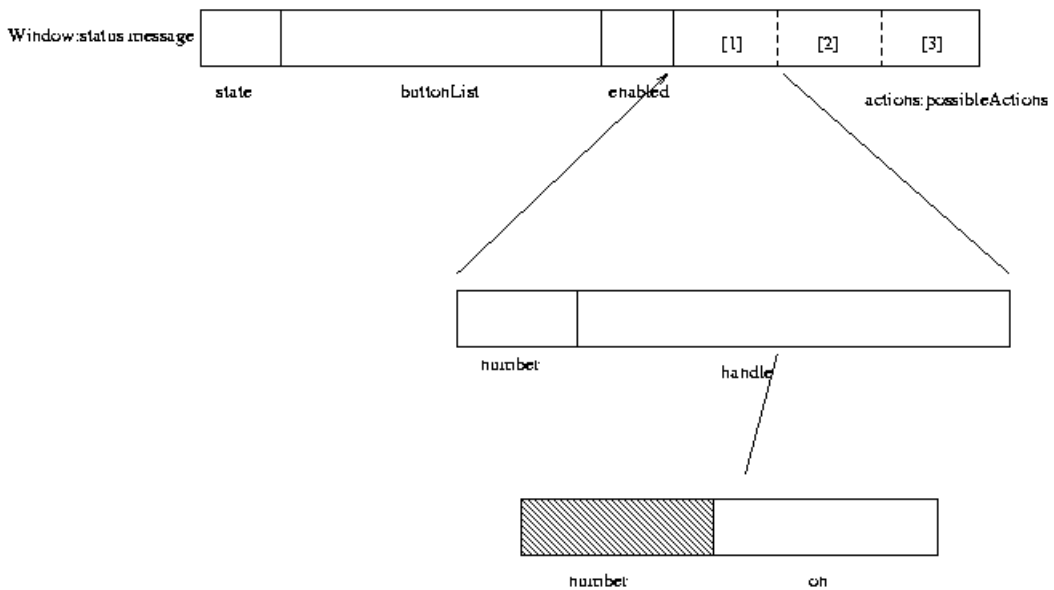 Window:status message
[1] [2] [3]
state buttonList enabled actions:possibleActions
number handle
number on